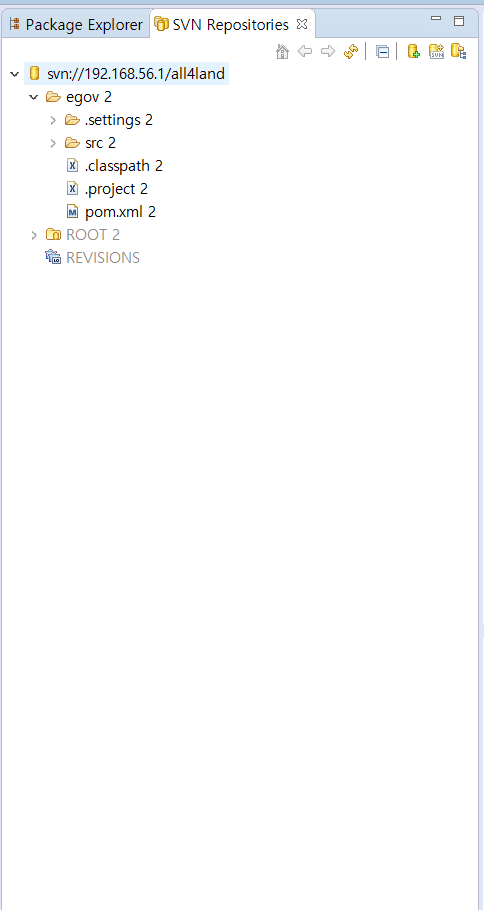 Package Explorer SVN Repositories
svn://192.168.56.1/all4land
egov 2
.settings 2
src 2
.classpath 2
.project 2
pom.xml 2
ROOT 2
REVISIONS